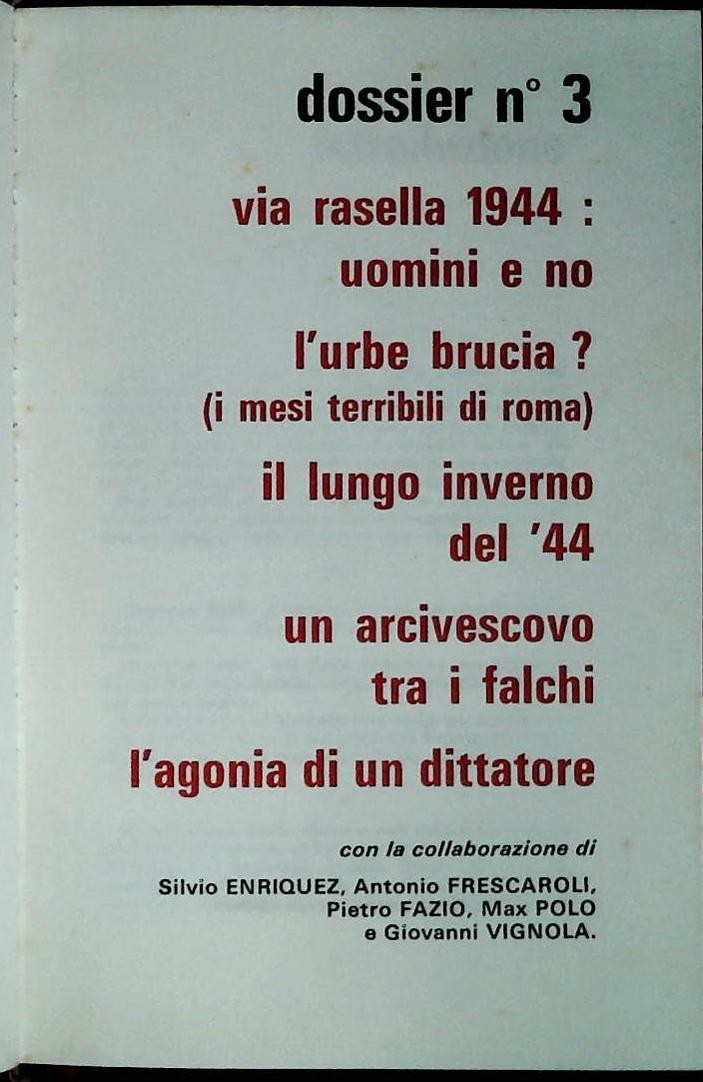 dossier n° 3
via rasella 1944 :
uomini e no
l'urbe brucia ?
(i mesi terribili di roma)
il lungo inverno
del '44
un arcivescovo
tra i falchi
l'agonia di un dittatore
con la collaborazione di
Silvio ENRIQUEZ, Antonio FRESCAROLI,
Pietro FAZIO, Max POLO
e Giovanni VIGNOLA.